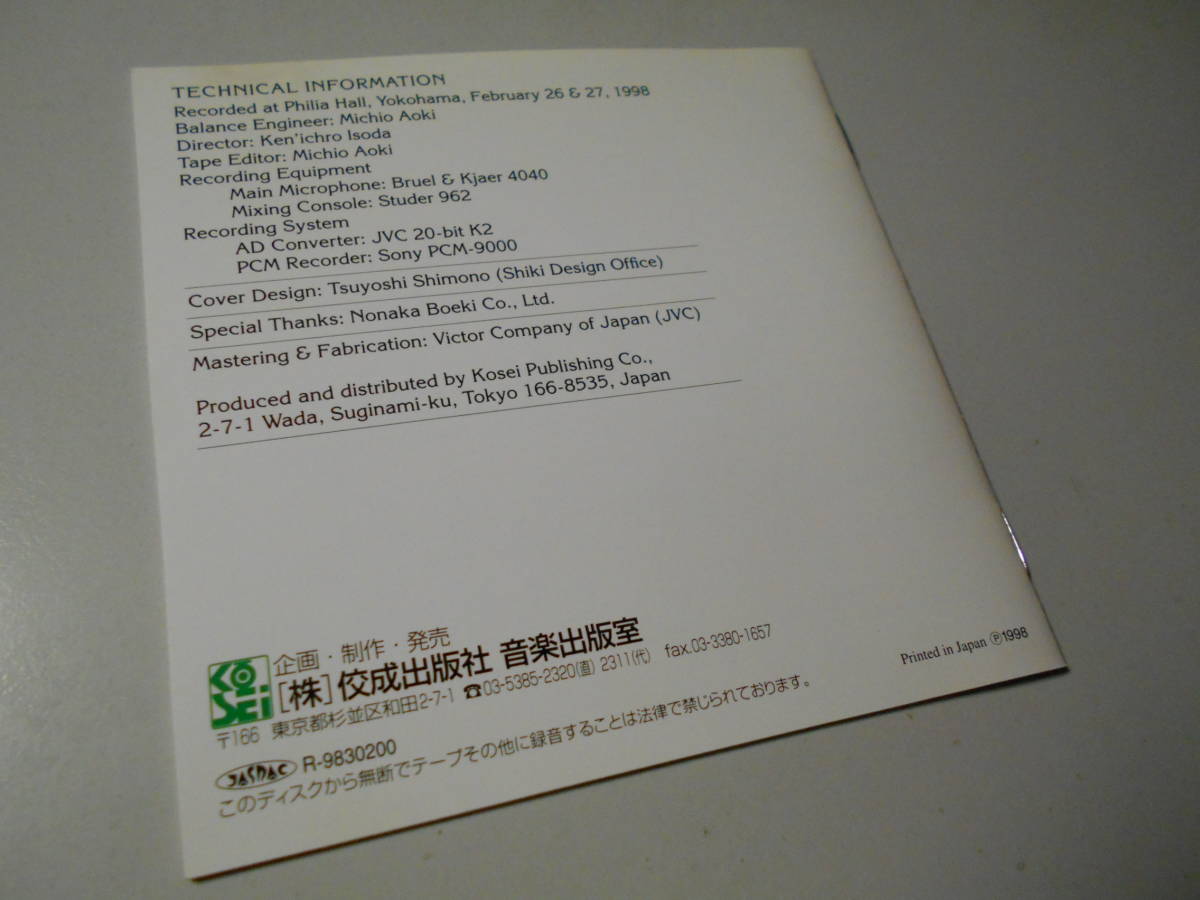 TECHNICAL INFORMATION
Recorded at Philia Hall, Yokohama, February 26 & 27, 1998
Balance Engineer: Michio Aoki
Director: Ken'ichro Isoda
Tape Editor: Michio Aoki
Recording Equipment
Main Microphone: Bruel & Kjaer 4040
Mixing Console: Studer 962
Recording System
AD Converter: JVC 20-bit K2
PCM Recorder: Sony PCM-9000
Cover Design: Tsuyoshi Shimono (Shiki Design Office)
Special Thanks: Nonaka Boeki Co., Ltd.
Mastering & Fabrication: Victor Company of Japan (JVC)
Produced and distributed by Kosei Publishing Co.,
2-7-1 Wada, Suginami-ku, Tokyo 166-8535, Japan
KOSEi
企画・制作・発売
[株]佼成出版社 音楽出版室
〒166 東京都杉並区和田2-7-1 ☎03-5385-2320(直) 2311(代) fax.03-3380-1657
JASRAC R-9830200
このディスクから無断でテープその他に録音することは法律で禁じられております。
Printed in Japan ℗1998